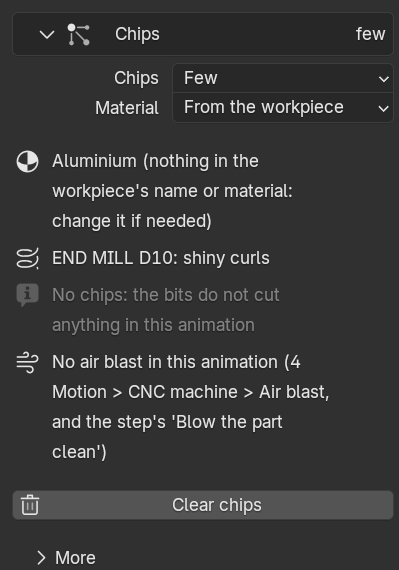 Chips few
Chips Few
Material From the workpiece
Aluminium (nothing in the
workpiece's name or material:
change it if needed)
END MILL D10: shiny curls
No chips: the bits do not cut
anything in this animation
No air blast in this animation (4
Motion > CNC machine > Air blast,
and the step's 'Blow the part
clean')
Clear chips
More